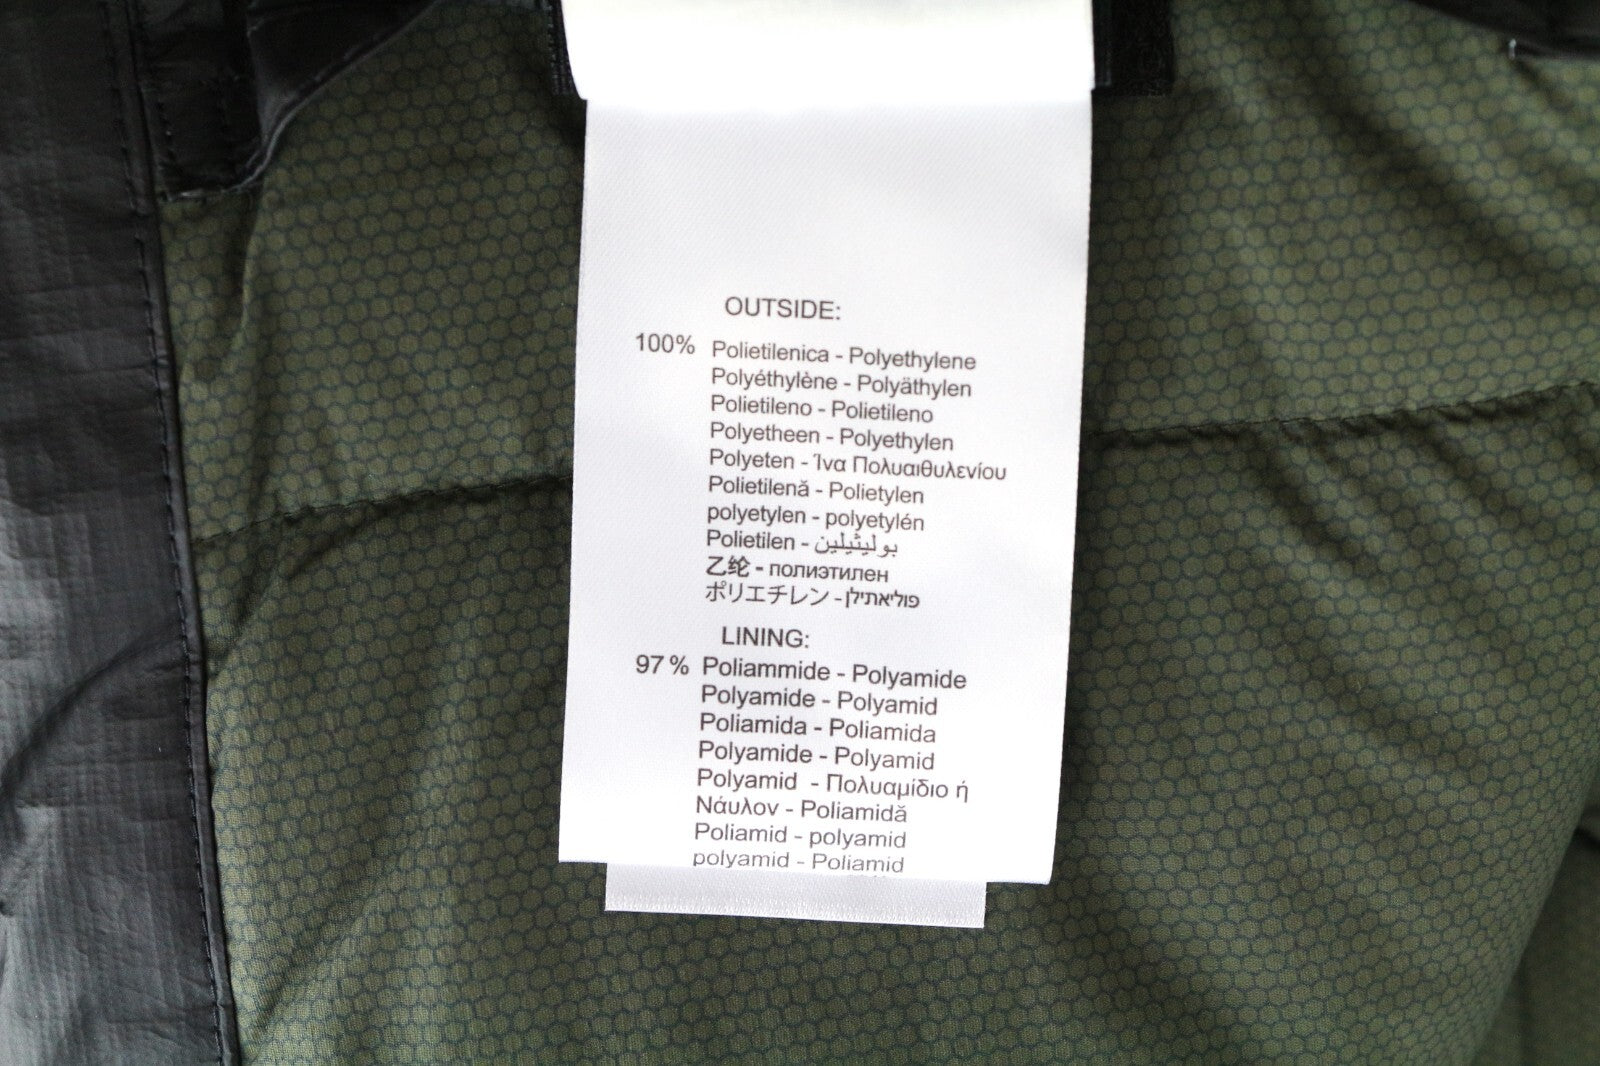 OUTSIDE:
100% Polietilenica - Polyethylene
Polyéthylène - Polyäthylen
Polietileno - Polietileno
Polyetheen - Polyethylen
Polyeten - Ίνα Πολυαιθυλενίου
Polietilenă - Polietylen
polyetylen - polyetylén
Polietilen - بوليثيلين
乙纶 - полиэтилен
ポリエチレン - פוליאתילן
LINING:
97 % Poliammide - Polyamide
Polyamide - Polyamid
Poliamida - Poliamida
Polyamide - Polyamid
Polyamid - Πολυαμίδιο ή
Νάυλον - Poliamidă
Poliamid - polyamid
polyamid - Poliamid